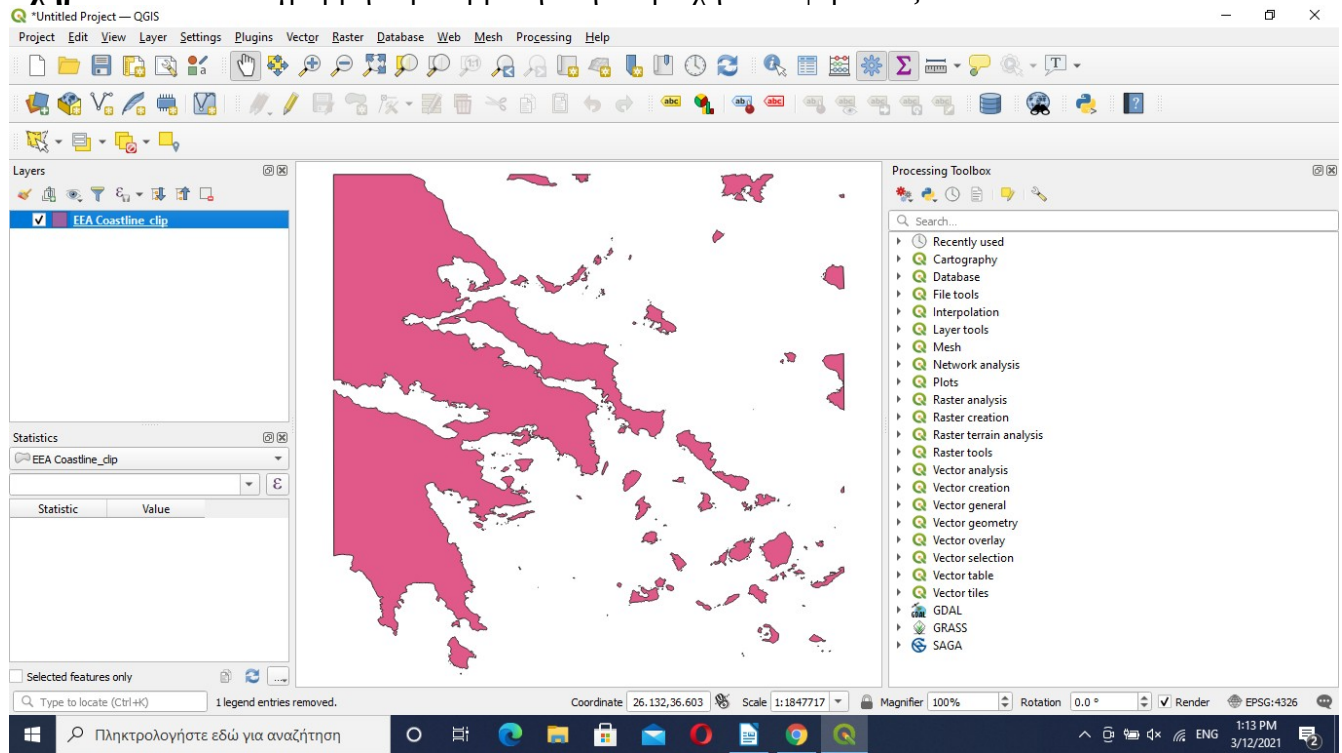 *Untitled Project — QGIS
Project Edit View Layer Settings Plugins Vector Raster Database Web Mesh Processing Help
Layers
EEA Coastline_clip
Statistics
EEA Coastline_clip
Statistic Value
Selected features only
Processing Toolbox
Search...
Recently used
Cartography
Database
File tools
Interpolation
Layer tools
Mesh
Network analysis
Plots
Raster analysis
Raster creation
Raster terrain analysis
Raster tools
Vector analysis
Vector creation
Vector general
Vector geometry
Vector overlay
Vector selection
Vector table
Vector tiles
GDAL
GRASS
SAGA
Type to locate (Ctrl+K) 1 legend entries removed. Coordinate 26.132,36.603 Scale 1:1847717 Magnifier 100% Rotation 0.0 ° Render EPSG:4326
Πληκτρολογήστε εδώ για αναζήτηση ENG 1:13 PM
3/12/2021 2